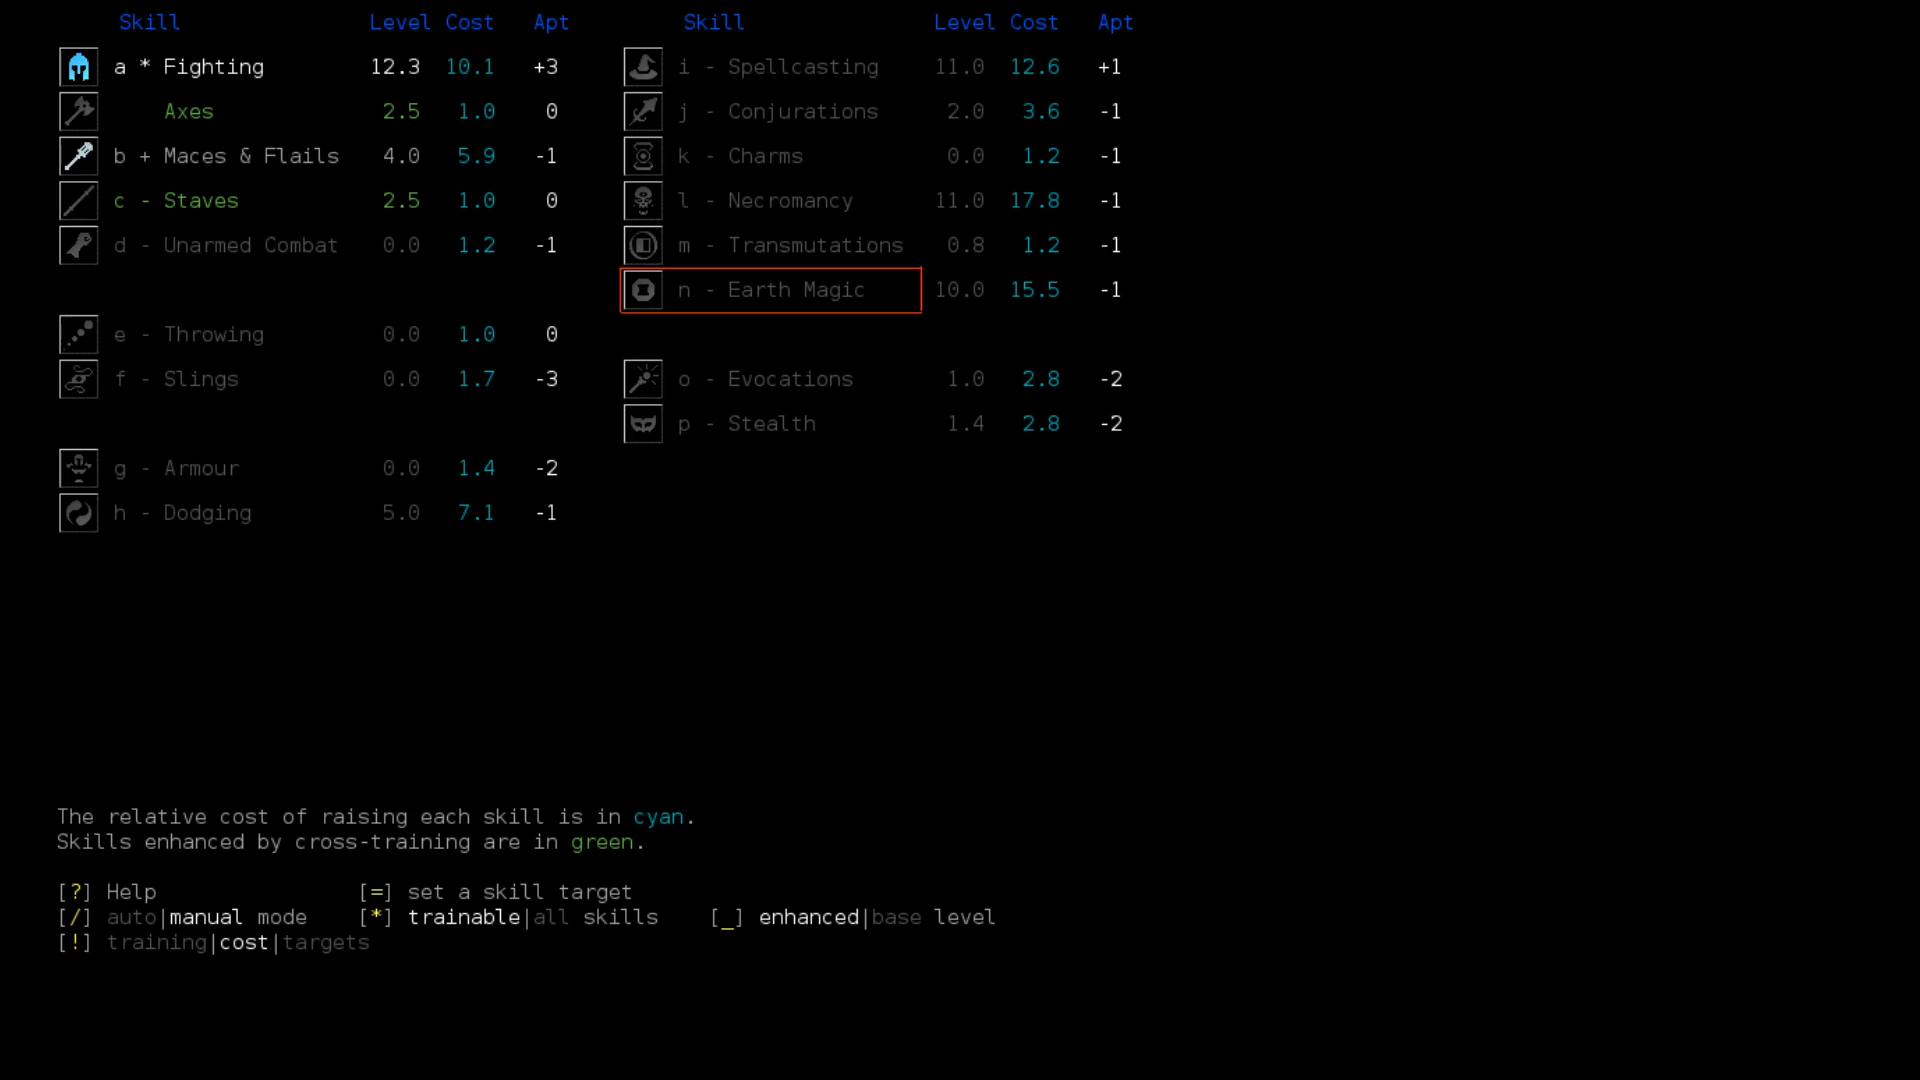 Skill Level Cost Apt Skill Level Cost Apt
a * Fighting 12.3 10.1 +3 i - Spellcasting 11.0 12.6 +1
Axes 2.5 1.0 0 j - Conjurations 2.0 3.6 -1
b + Maces & Flails 4.0 5.9 -1 k - Charms 0.0 1.2 -1
c - Staves 2.5 1.0 0 l - Necromancy 11.0 17.8 -1
d - Unarmed Combat 0.0 1.2 -1 m - Transmutations 0.8 1.2 -1
n - Earth Magic 10.0 15.5 -1
e - Throwing 0.0 1.0 0
f - Slings 0.0 1.7 -3 o - Evocations 1.0 2.8 -2
p - Stealth 1.4 2.8 -2
g - Armour 0.0 1.4 -2
h - Dodging 5.0 7.1 -1
The relative cost of raising each skill is in cyan.
Skills enhanced by cross-training are in green.
[?] Help [=] set a skill target
[/] auto|manual mode [*] trainable|all skills [_] enhanced|base level
[!] training|cost|targets